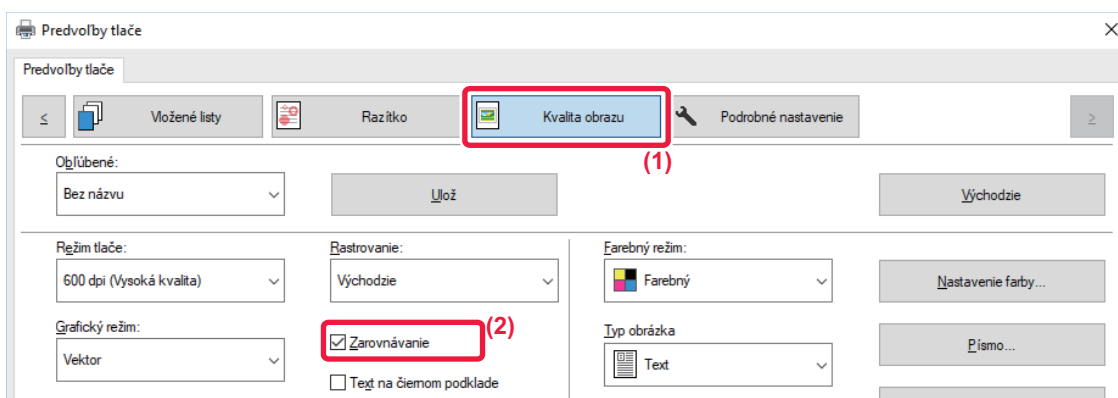 Predvoľby tlače
Predvoľby tlače
<
Vložené listy
Razítko
Kvalita obrazu
Podrobné nastavenie
>
(1)
Obľúbené:
Bez názvu
Ulož
Východzie
Režim tlače:
Rastrovanie:
Farebný režim:
600 dpi (Vysoká kvalita)
Východzie
Farebný
Nastavenie farby...
Grafický režim:
(2)
Zarovnávanie
Typ obrázka
Vektor
Text
Písmo...
Text na čiernom podklade